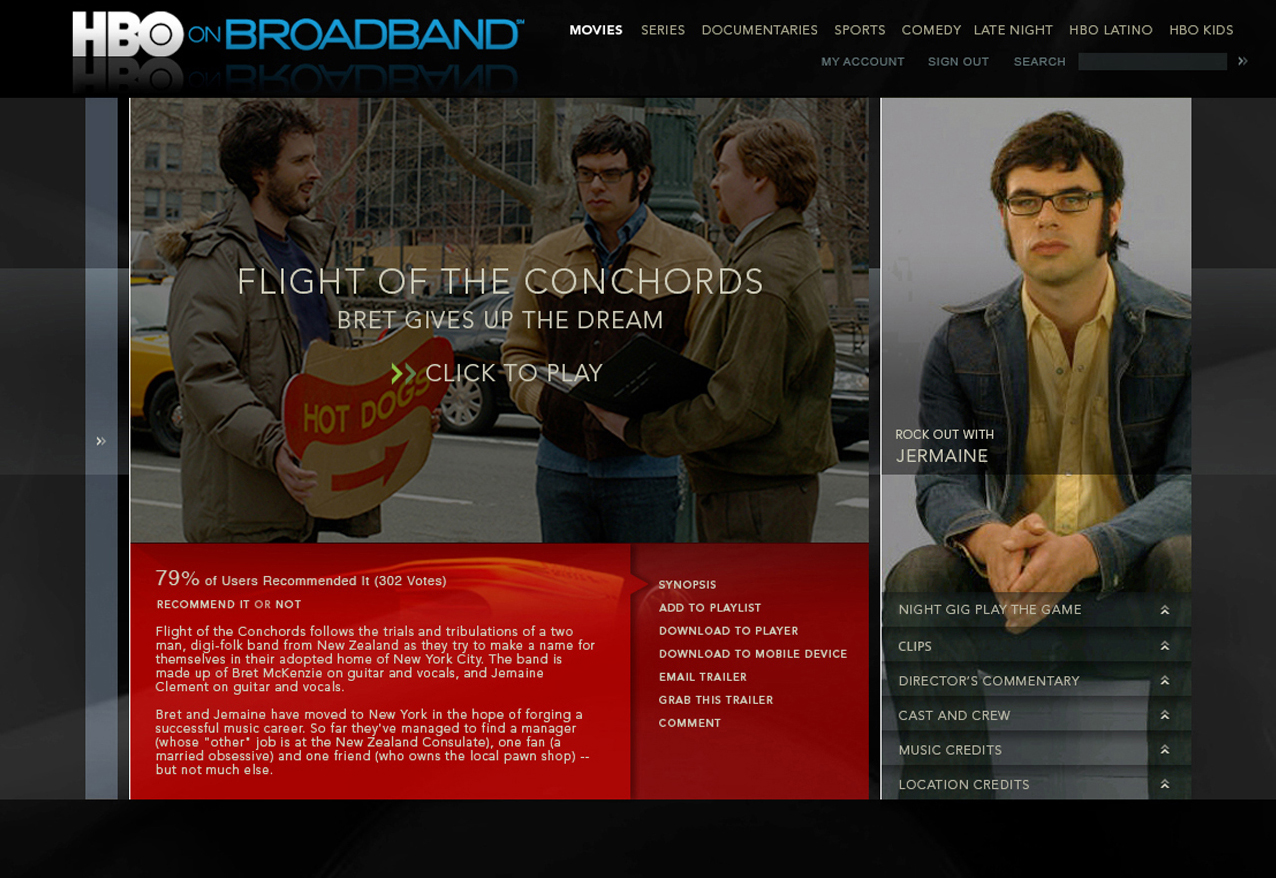 HBO ON BROADBAND℠
MOVIES SERIES DOCUMENTARIES SPORTS COMEDY LATE NIGHT HBO LATINO HBO KIDS
MY ACCOUNT SIGN OUT SEARCH
FLIGHT OF THE CONCHORDS
BRET GIVES UP THE DREAM
CLICK TO PLAY
HOT DOGS
79% of Users Recommended It (302 Votes)
RECOMMEND IT OR NOT
Flight of the Conchords follows the trials and tribulations of a two
man, digi-folk band from New Zealand as they try to make a name for
themselves in their adopted home of New York City. The band is
made up of Bret McKenzie on guitar and vocals, and Jemaine
Clement on guitar and vocals.
Bret and Jemaine have moved to New York in the hope of forging a
successful music career. So far they've managed to find a manager
(whose "other" job is at the New Zealand Consulate), one fan (a
married obsessive) and one friend (who owns the local pawn shop) --
but not much else.
SYNOPSIS
ADD TO PLAYLIST
DOWNLOAD TO PLAYER
DOWNLOAD TO MOBILE DEVICE
EMAIL TRAILER
GRAB THIS TRAILER
COMMENT
ROCK OUT WITH
JERMAINE
NIGHT GIG PLAY THE GAME
CLIPS
DIRECTOR'S COMMENTARY
CAST AND CREW
MUSIC CREDITS
LOCATION CREDITS